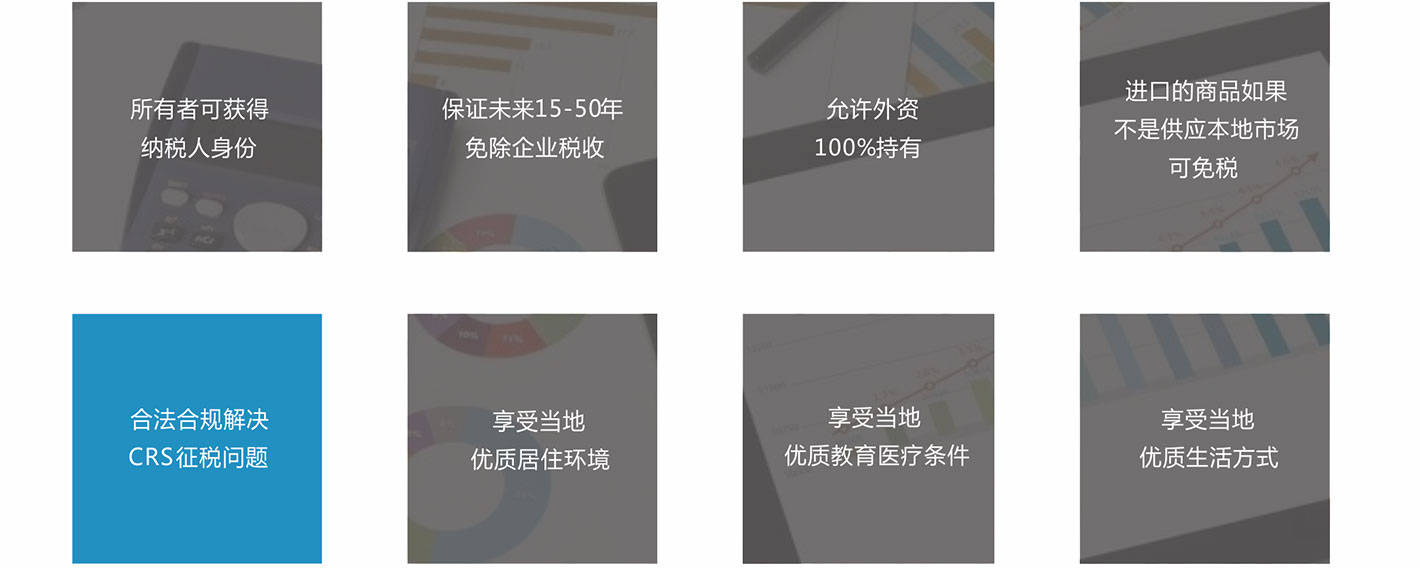 所有者可获得
纳税人身份
保证未来15-50年
免除企业税收
允许外资
100%持有
进口的商品如果
不是供应本地市场
可免税
合法合规解决
CRS征税问题
享受当地
优质居住环境
享受当地
优质教育医疗条件
享受当地
优质生活方式